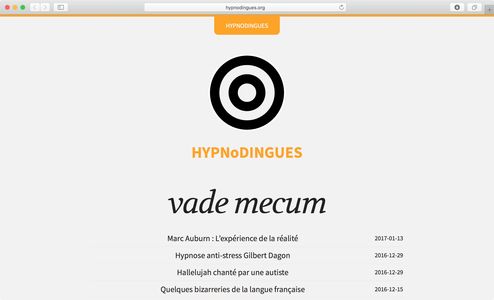 hypnodingues.org
HYPNODINGUES
HYPNoDINGUES
vade mecum
Marc Auburn : L'expérience de la réalité 2017-01-13
Hypnose anti-stress Gilbert Dagon 2016-12-29
Hallelujah chanté par une autiste 2016-12-29
Quelques bizarreries de la langue française 2016-12-15